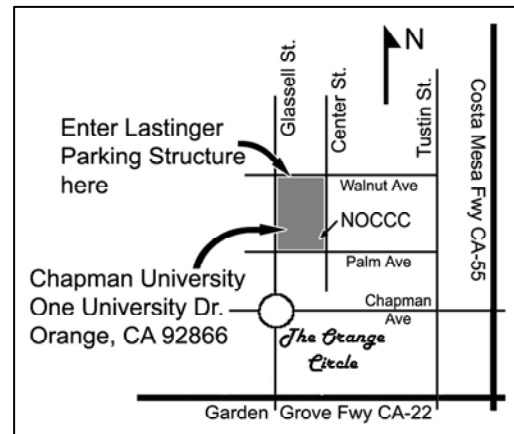 N
Glassell St.
Center St.
Tustin St.
Costa Mesa Fwy CA-55
Enter Lastinger
Parking Structure
here
Walnut Ave
NOCCC
Palm Ave
Chapman University
One University Dr.
Orange, CA 92866
Chapman
Ave
The Orange
Circle
Garden Grove Fwy CA-22